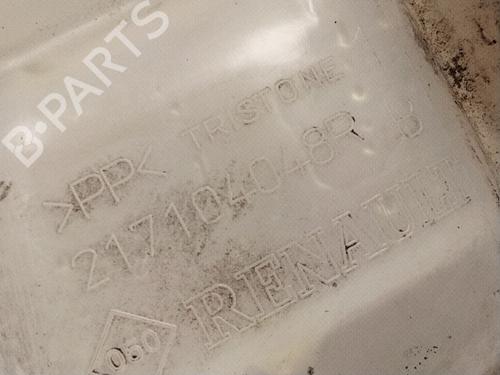 B-PARTS
TRISTONE
>PP<
217104048R
RENAULT